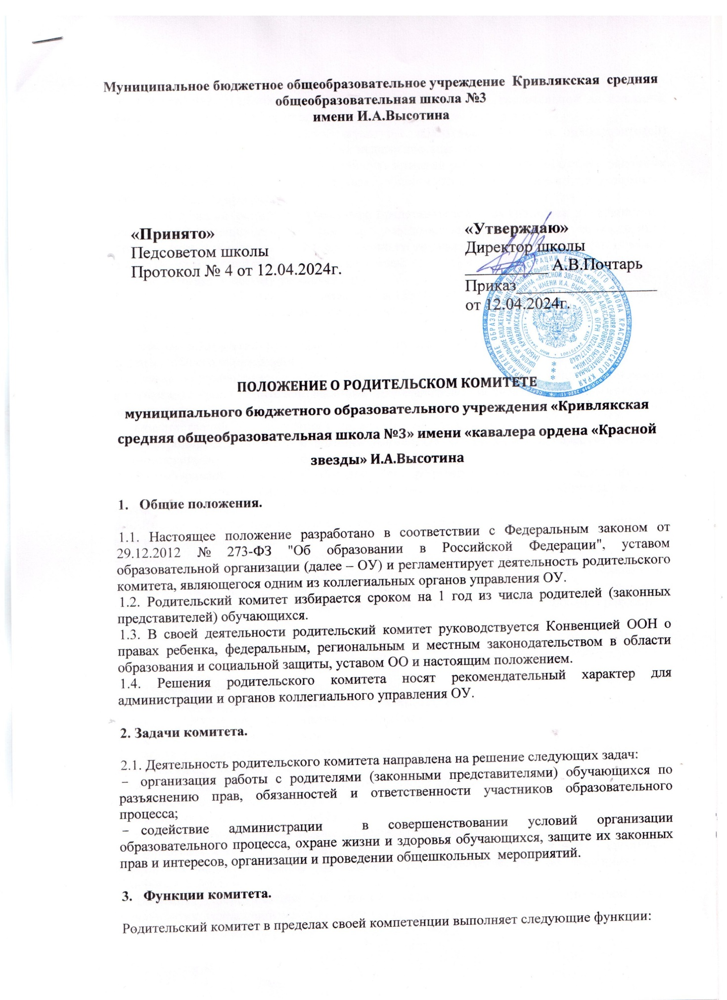 Муниципальное бюджетное общеобразовательное учреждение Кривлякская средняя
общеобразовательная школа №3
имени И.А.Высотина
«Принято»
Педсоветом школы
Протокол № 4 от 12.04.2024г.
«Утверждаю»
Директор школы
__________ А.В.Почтарь
Приказ_________________
от 12.04.2024г.
ПОЛОЖЕНИЕ О РОДИТЕЛЬСКОМ КОМИТЕТЕ
муниципального бюджетного образовательного учреждения «Кривлякская
средняя общеобразовательная школа №3» имени «кавалера ордена «Красной
звезды» И.А.Высотина
1. Общие положения.
1.1. Настоящее положение разработано в соответствии с Федеральным законом от
29.12.2012 № 273-ФЗ "Об образовании в Российской Федерации", уставом
образовательной организации (далее – ОУ) и регламентирует деятельность родительского
комитета, являющегося одним из коллегиальных органов управления ОУ.
1.2. Родительский комитет избирается сроком на 1 год из числа родителей (законных
представителей) обучающихся.
1.3. В своей деятельности родительский комитет руководствуется Конвенцией ООН о
правах ребенка, федеральным, региональным и местным законодательством в области
образования и социальной защиты, уставом ОО и настоящим положением.
1.4. Решения родительского комитета носят рекомендательный характер для
администрации и органов коллегиального управления ОУ.
2. Задачи комитета.
2.1. Деятельность родительского комитета направлена на решение следующих задач:
– организация работы с родителями (законными представителями) обучающихся по
разъяснению прав, обязанностей и ответственности участников образовательного
процесса;
– содействие администрации в совершенствовании условий организации
образовательного процесса, охране жизни и здоровья обучающихся, защите их законных
прав и интересов, организации и проведении общешкольных мероприятий.
3. Функции комитета.
Родительский комитет в пределах своей компетенции выполняет следующие функции: